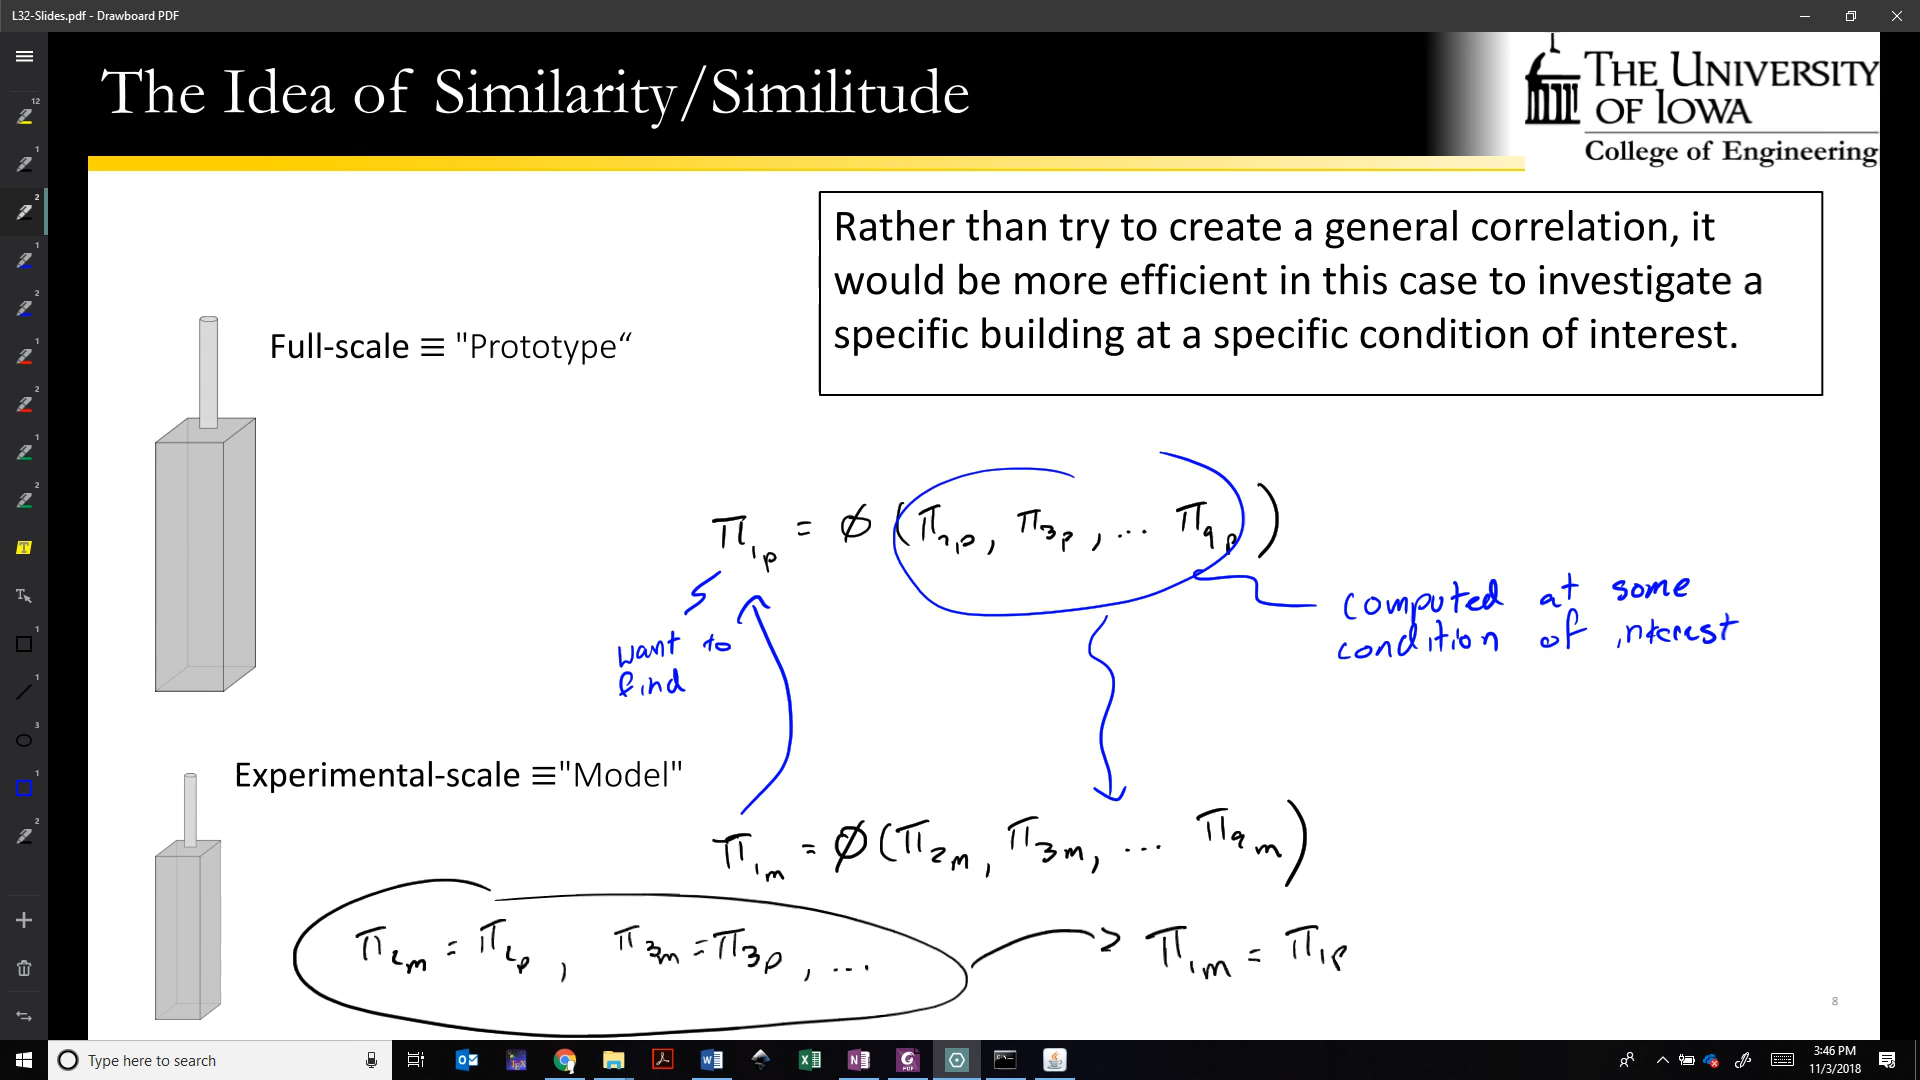 L32-Slides.pdf - Drawboard PDF
The Idea of Similarity/Similitude
THE UNIVERSITY
OF IOWA
College of Engineering
Rather than try to create a general correlation, it
would be more efficient in this case to investigate a
specific building at a specific condition of interest.
Full-scale ≡ "Prototype“
π1p = ϕ (π2p, π3p, ... π9p)
want to
find
computed at some
condition of interest
Experimental-scale ≡"Model"
π1m = ϕ(π2m, π3m, ... π9m)
π2m = π2p, π3m = π3p, ... → π1m = π1p
8
Type here to search
3:46 PM
11/3/2018